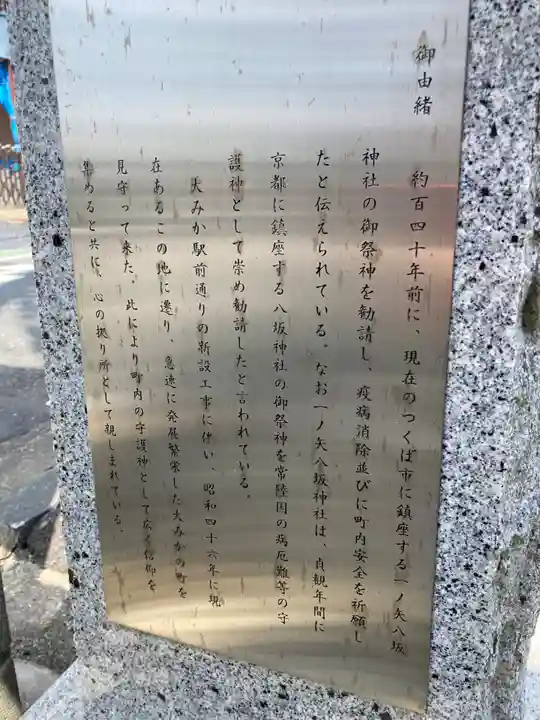 御由緒
約百四十年前に、現在のつくば市に鎮座する一ノ矢八坂
神社の御祭神を勧請し、疫病消除並びに町内安全を祈願し
たと伝えられている。なお一ノ矢八坂神社は、貞観年間に
京都に鎮座する八坂神社の御祭神を常陸国の病厄難等の守
護神として崇め勧請したと言われている。
大みか駅前通りの新設工事に伴い、昭和四十六年に現
在あるこの地に遷り、急速に発展繁栄した大みかの町を
見守って来た。此により町内の守護神として広く信仰を
集めると共に、心の拠り所として親しまれている。